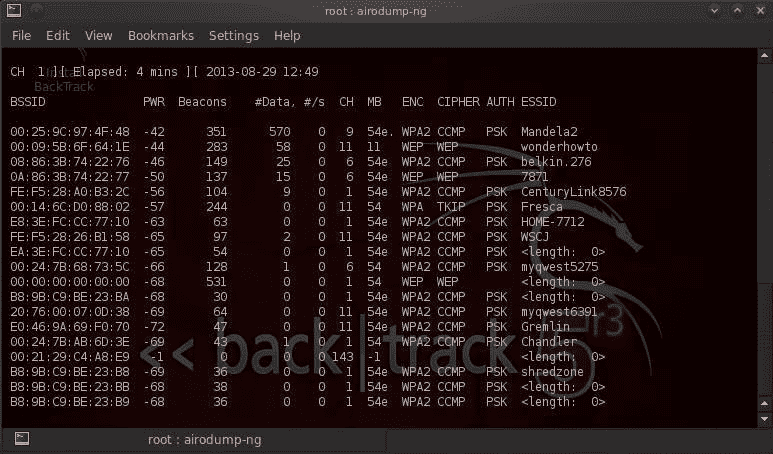 root : airodump-ng
File Edit View Bookmarks Settings Help
CH 1 ][ Elapsed: 4 mins ][ 2013-08-29 12:49
BackTrack
BSSID PWR Beacons #Data, #/s CH MB ENC CIPHER AUTH ESSID
00:25:9C:97:4F:48 -42 351 570 0 9 54e. WPA2 CCMP PSK Mandela2
00:09:5B:6F:64:1E -44 283 58 0 11 11 WEP WEP wonderhowto
08:86:3B:74:22:76 -46 149 25 0 6 54e WPA2 CCMP PSK belkin.276
0A:86:3B:74:22:77 -50 137 15 0 6 54e WEP WEP 7871
FE:F5:28:A0:B3:2C -56 104 9 0 1 54e WPA2 CCMP PSK CenturyLink8576
00:14:6C:D0:88:02 -57 244 0 0 11 54 WPA TKIP PSK Fresca
E8:3E:FC:CC:77:10 -63 63 0 0 1 54e WPA2 CCMP PSK HOME-7712
FE:F5:28:26:B1:58 -65 97 2 0 11 54e WPA2 CCMP PSK WSCJ
EA:3E:FC:CC:77:10 -65 54 0 0 1 54e WPA2 CCMP PSK <length: 0>
00:24:7B:68:73:5C -66 128 1 0 6 54 WPA2 CCMP PSK myqwest5275
00:00:00:00:00:00 -68 531 0 0 1 54 WEP WEP <length: 0>
B8:9B:C9:BE:23:BA -68 30 0 0 1 54e WPA2 CCMP PSK <length: 0>
20:76:00:07:0D:38 -69 64 0 0 11 54e WPA2 CCMP PSK myqwest6391
E0:46:9A:69:F0:70 -72 47 0 0 11 54e WPA2 CCMP PSK Gremlin
00:24:7B:AB:6D:3E -69 43 1 0 1 54 WPA2 CCMP PSK Chandler
00:21:29:C4:A8:E9 -1 0 0 0 143 -1 <length: 0>
B8:9B:C9:BE:23:B8 -69 36 0 0 1 54e WPA2 CCMP PSK shredzone
B8:9B:C9:BE:23:BB -68 38 0 0 1 54e WPA2 CCMP PSK <length: 0>
B8:9B:C9:BE:23:B9 -68 36 0 0 1 54e WPA2 CCMP PSK <length: 0>
<< back | track
r3
5
root : airodump-ng